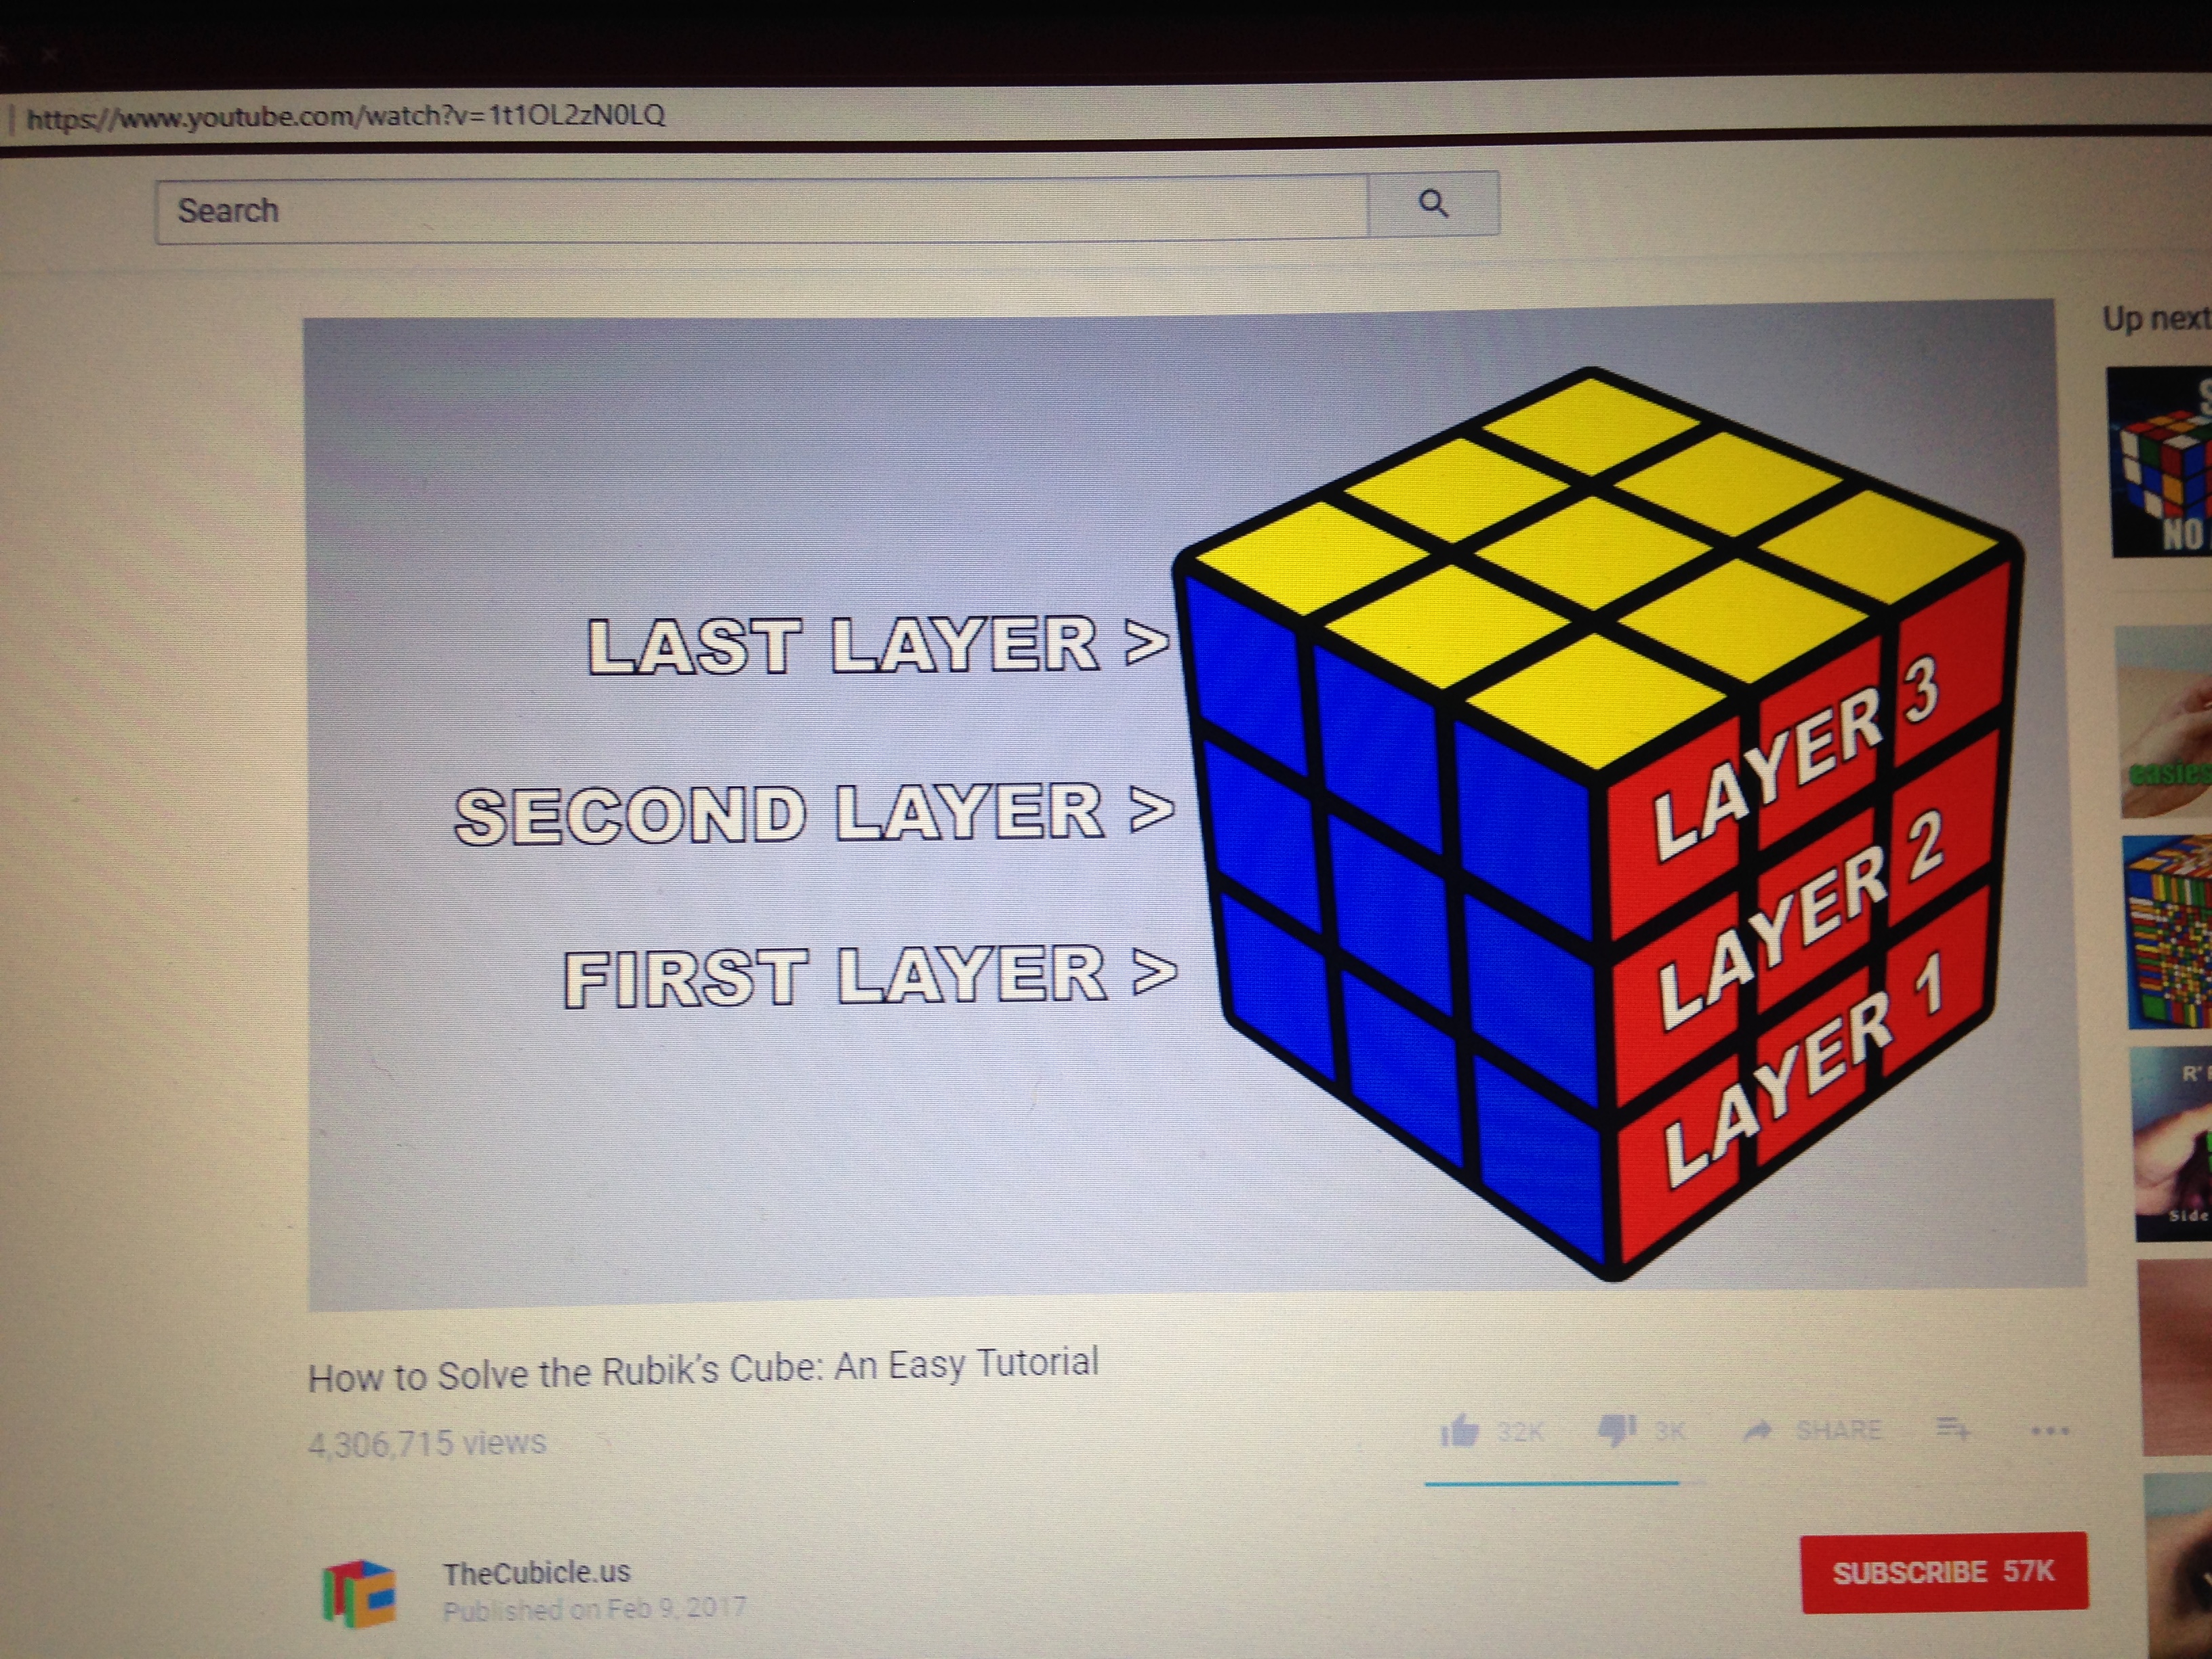 https://www.youtube.com/watch?v=1t1OL2zN0LQ
Search
Up next
NO
LAST LAYER >
SECOND LAYER >
FIRST LAYER >
LAYER 3
LAYER 2
LAYER 1
R'
Side
How to Solve the Rubik's Cube: An Easy Tutorial
4,306,715 views
32K 3K SHARE
TheCubicle.us
Published on Feb 9, 2017
SUBSCRIBE 57K